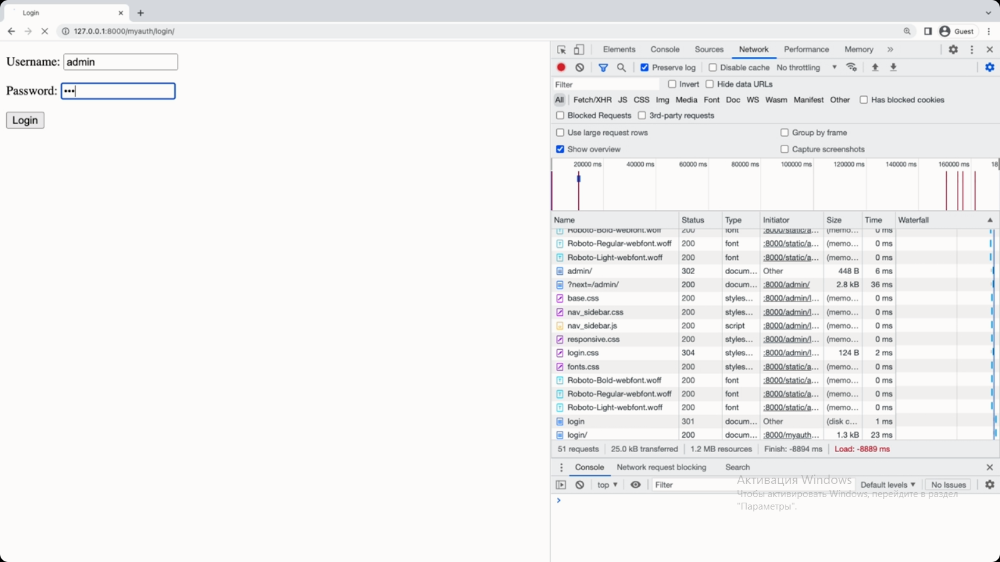 Login
127.0.0.1:8000/myauth/login/
Guest
Username: admin
Password: •••
Login
Elements Console Sources Network Performance Memory
Preserve log Disable cache No throttling
Filter Invert Hide data URLs
All Fetch/XHR JS CSS Img Media Font Doc WS Wasm Manifest Other Has blocked cookies
Blocked Requests 3rd-party requests
Use large request rows Group by frame
Show overview Capture screenshots
20000 ms 40000 ms 60000 ms 80000 ms 100000 ms 120000 ms 140000 ms 160000 ms 18
Name Status Type Initiator Size Time Waterfall
Roboto-Bold-webfont.woff 200 font :8000/static/a... (memo... 0 ms
Roboto-Regular-webfont.woff 200 font :8000/static/a... (memo... 0 ms
Roboto-Light-webfont.woff 200 font :8000/static/a... (memo... 0 ms
admin/ 302 docum... Other 448 B 6 ms
?next=/admin/ 200 docum... :8000/admin/ 2.8 kB 36 ms
base.css 200 styles... :8000/admin/l... (memo... 0 ms
nav_sidebar.css 200 styles... :8000/admin/l... (memo... 0 ms
nav_sidebar.js 200 script :8000/admin/l... (memo... 0 ms
responsive.css 200 styles... :8000/admin/l... (memo... 0 ms
login.css 304 styles... :8000/admin/l... 124 B 2 ms
fonts.css 200 styles... :8000/static/a... (memo... 0 ms
Roboto-Bold-webfont.woff 200 font :8000/static/a... (memo... 0 ms
Roboto-Regular-webfont.woff 200 font :8000/static/a... (memo... 0 ms
Roboto-Light-webfont.woff 200 font :8000/static/a... (memo... 0 ms
login 301 docum... Other (disk c... 1 ms
login/ 200 docum... :8000/myauth... 1.3 kB 23 ms
51 requests 25.0 kB transferred 1.2 MB resources Finish: -8894 ms Load: -8889 ms
Console Network request blocking Search
top Filter Default levels No Issues
Активация Windows
Чтобы активировать Windows, перейдите в раздел
"Параметры".